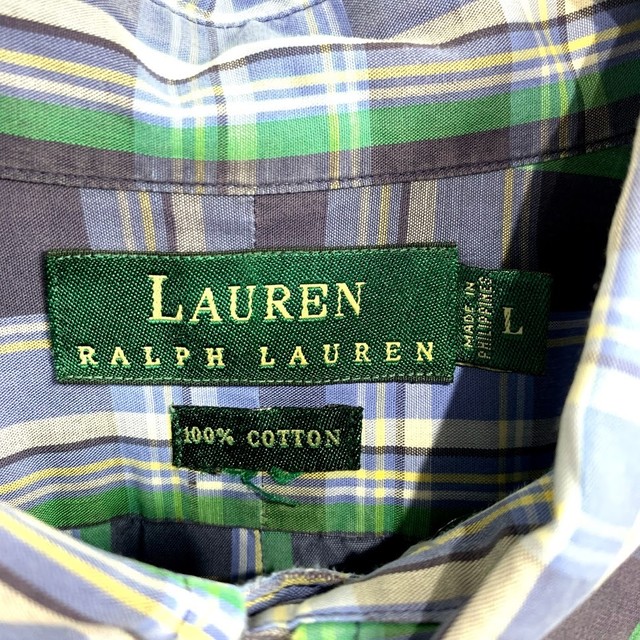 LAUREN
RALPH LAUREN
MADE IN
PHILIPPINES
L
100% COTTON